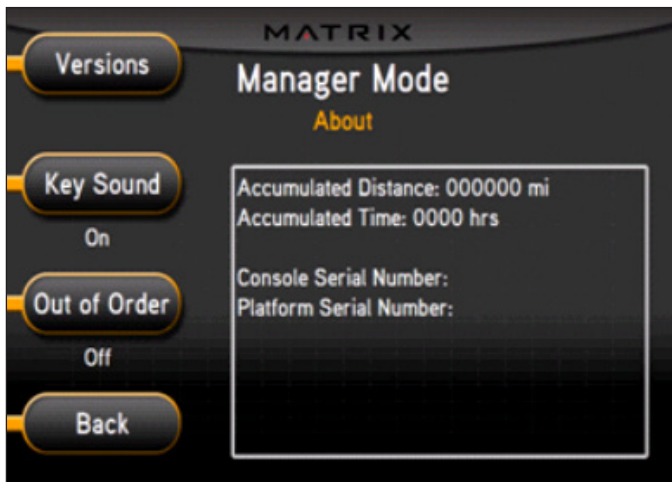 MATRIX
Versions
Manager Mode
About
Key Sound
On
Out of Order
Off
Back
Accumulated Distance: 000000 mi
Accumulated Time: 0000 hrs
Console Serial Number:
Platform Serial Number: